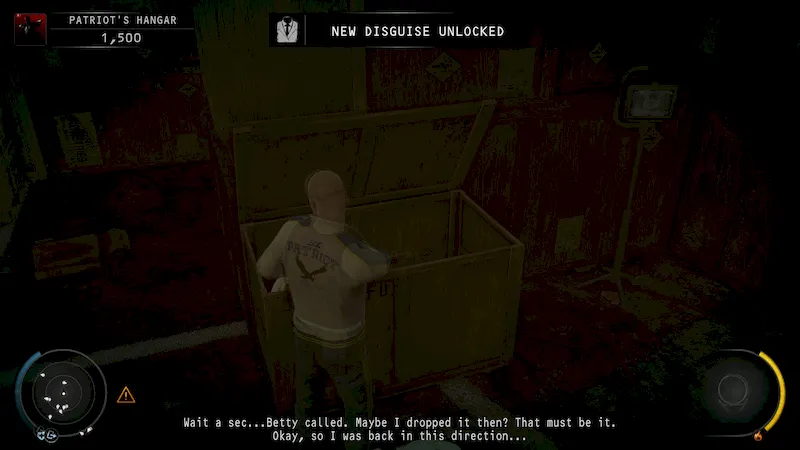 PATRIOT'S HANGAR
1,500
NEW DISGUISE UNLOCKED
PATRIOT
Wait a sec...Betty called. Maybe I dropped it then? That must be it.
Okay, so I was back in this direction...